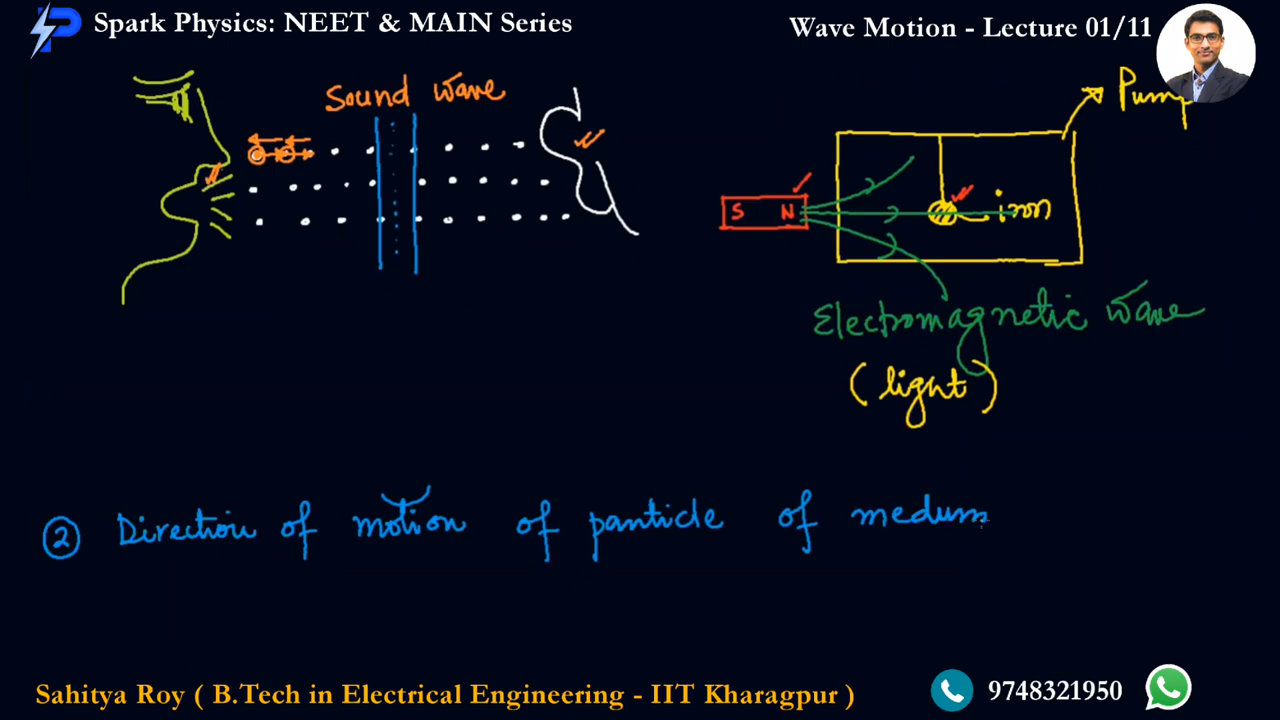 Spark Physics: NEET & MAIN Series
Wave Motion - Lecture 01/11
Sound Wave
Pump
S N
iron
Electromagnetic Wave
(light)
② Direction of motion of particle of medum
Sahitya Roy ( B.Tech in Electrical Engineering - IIT Kharagpur )
9748321950